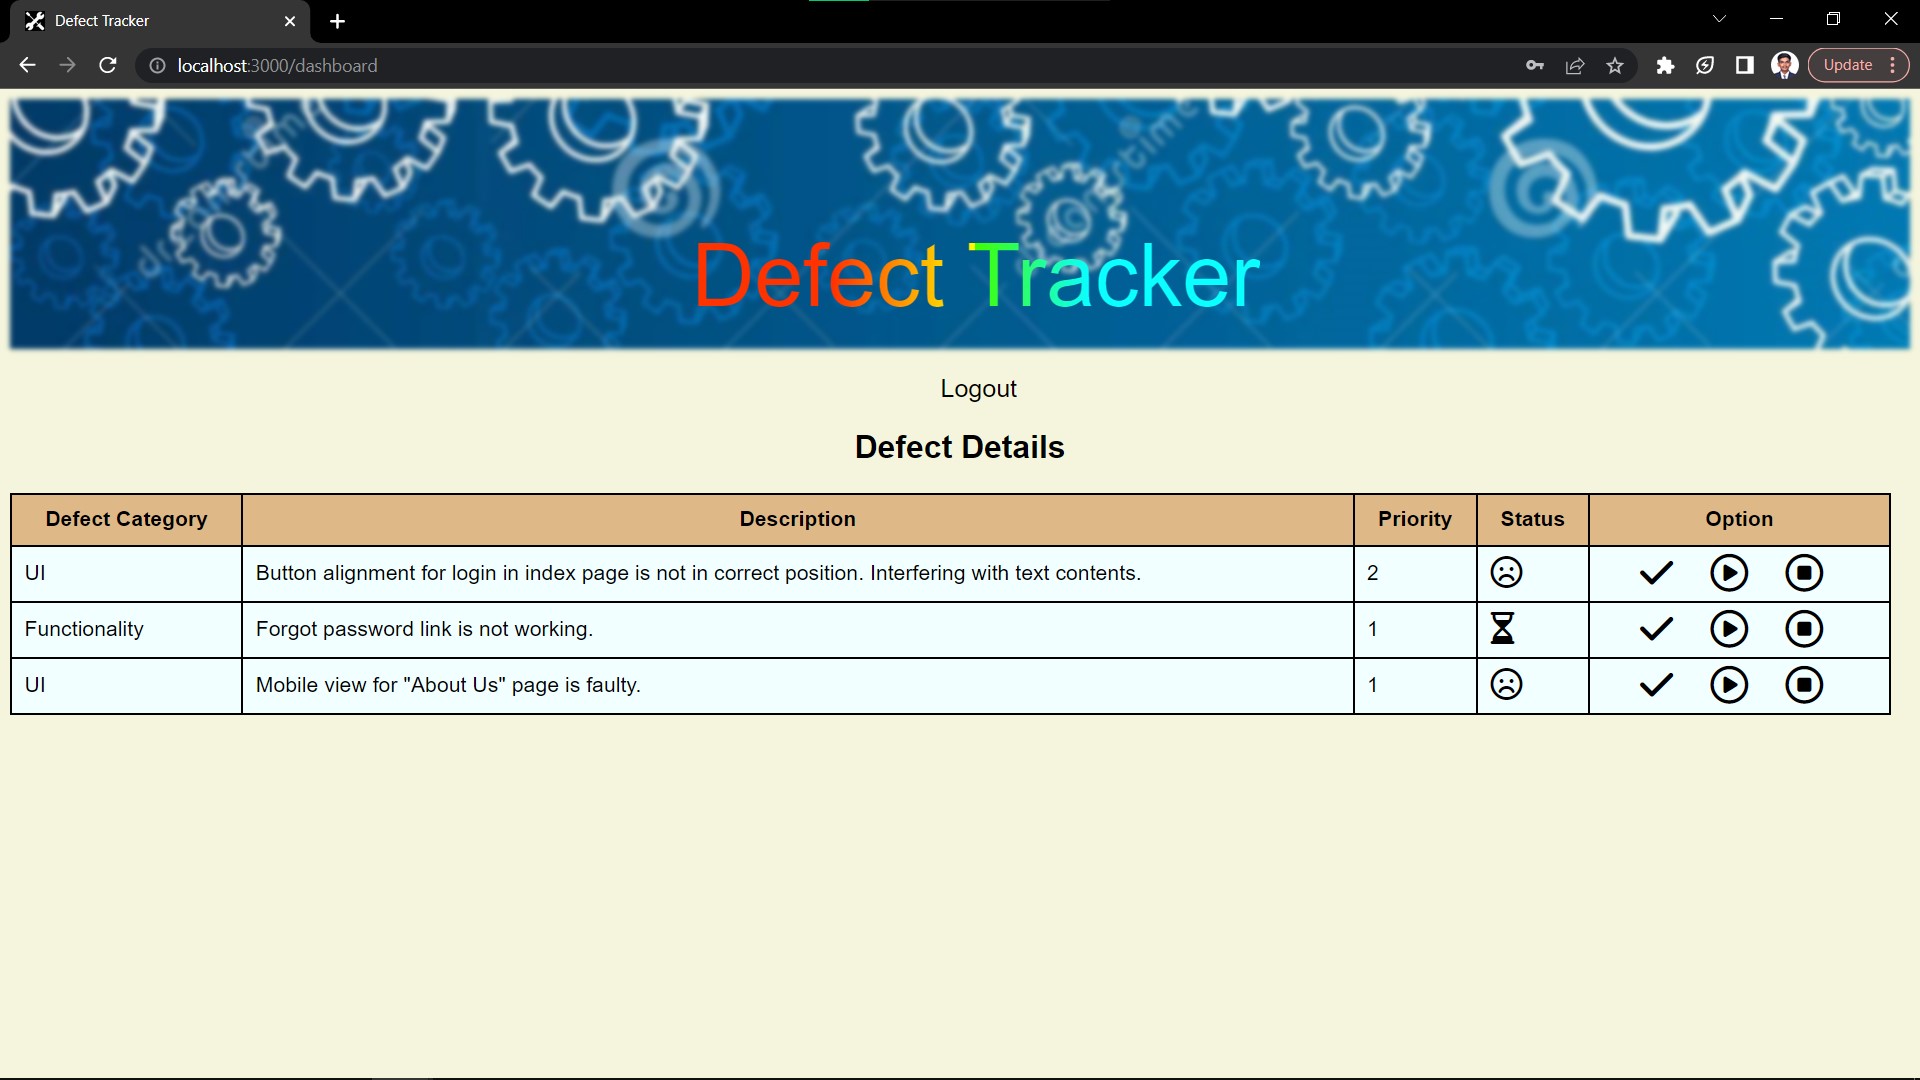 Defect Tracker
localhost:3000/dashboard
Update
Defect Tracker
Logout
Defect Details
Defect Category Description Priority Status Option
UI Button alignment for login in index page is not in correct position. Interfering with text contents. 2
Functionality Forgot password link is not working. 1
UI Mobile view for "About Us" page is faulty. 1